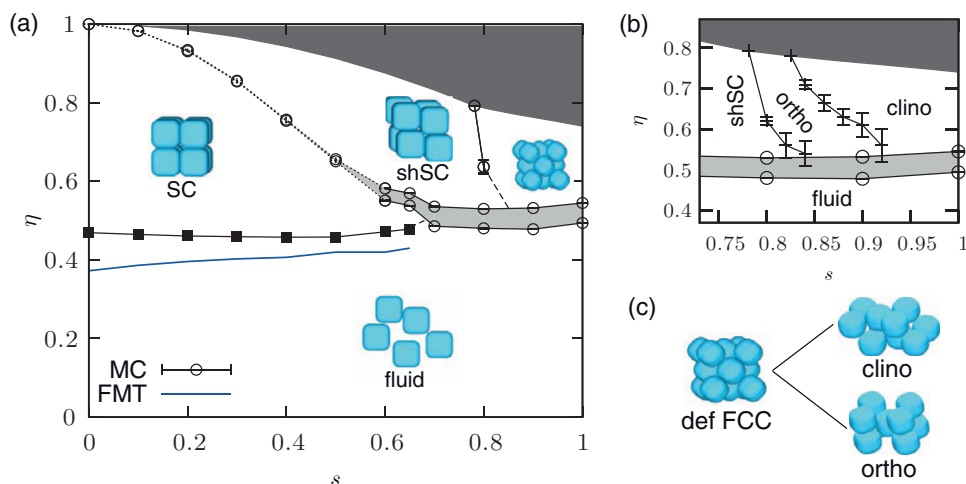 (a)
1
0.8
0.6
η
0.4
0.2
0
0
0.2
0.4
0.6
0.8
1
s
SC
shSC
fluid
MC
FMT
(b)
0.8
0.7
η
0.6
0.5
0.4
shSC
ortho
clino
fluid
0.75
0.8
0.85
0.9
0.95
1
s
(c)
def FCC
clino
ortho